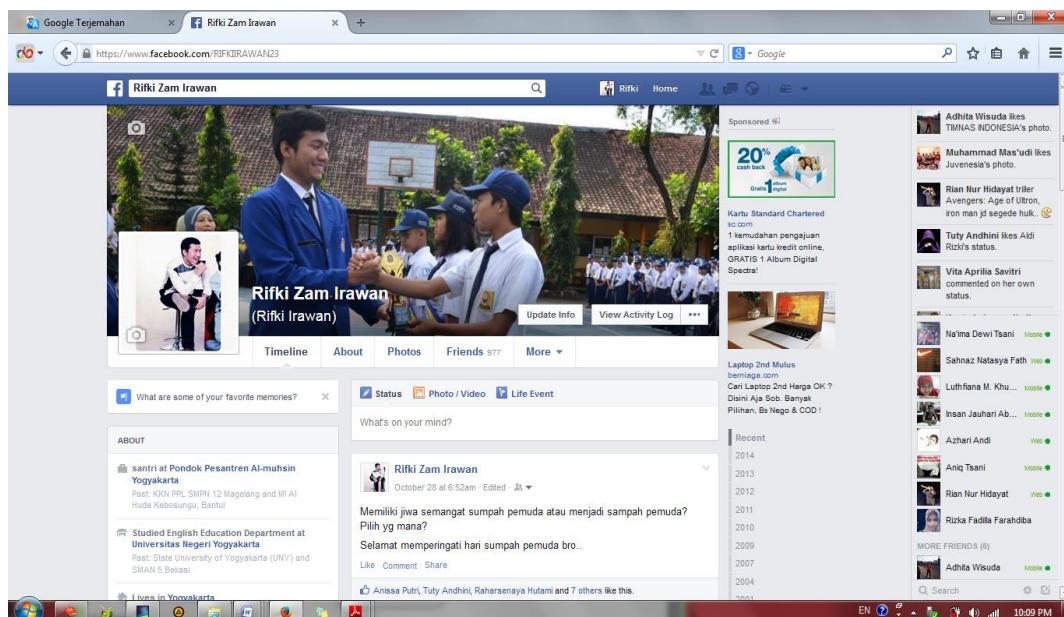 Google Terjemahan
Rifki Zam Irawan
https://www.facebook.com/RIFKIIRAWAN23
Google
Rifki Zam Irawan
Rifki
Home
Rifki Zam Irawan
(Rifki Irawan)
Update Info
View Activity Log
Timeline
About
Photos
Friends 977
More
What are some of your favorite memories?
ABOUT
santri at Pondok Pesantren Al-muhsin
Yogyakarta
Past: KKN PPL SMPN 12 Magelang and MI Al
Huda Kebosungu, Bantul
Studied English Education Department at
Universitas Negeri Yogyakarta
Past: State University of Yogyakarta (UNY) and
SMAN 5 Bekasi
Lives in Yogyakarta
Status
Photo / Video
Life Event
What's on your mind?
Rifki Zam Irawan
October 28 at 6:52am · Edited ·
Memiliki jiwa semangat sumpah pemuda atau menjadi sampah pemuda?
Pilih yg mana?
Selamat memperingati hari sumpah pemuda bro..
Like · Comment · Share
Anissa Putri, Tuty Andhini, Raharsenaya Hutami and 7 others like this.
Sponsored
20%
cash back
Gratis 1 album digital
Kartu Standard Chartered
sc.com
1 kemudahan pengajuan
aplikasi kartu kredit online,
GRATIS 1 Album Digital
Spectra!
Laptop 2nd Mulus
berniaga.com
Cari Laptop 2nd Harga OK ?
Disini Aja Sob. Banyak
Pilihan, Bs Nego & COD !
Recent
2014
2013
2012
2011
2010
2009
2007
2004
2001
Adhita Wisuda likes
TIMNAS INDONESIA's photo.
Muhammad Mas'udi likes
Juvenesia's photo.
Rian Nur Hidayat triler
Avengers: Age of Ultron,
iron man jd segede hulk..
Tuty Andhini likes Aldi
Rizki's status.
Vita Aprilia Savitri
commented on her own
status.
Na'ima Dewi Tsani Mobile
Sahnaz Natasya Fath Web
Luthfiana M. Khu... Mobile
Insan Jauhari Ab... Mobile
Azhari Andi Web
Aniq Tsani Mobile
Rian Nur Hidayat Web
Rizka Fadilla Farahdiba
MORE FRIENDS (8)
Adhita Wisuda Mobile
Search
EN
10:09 PM